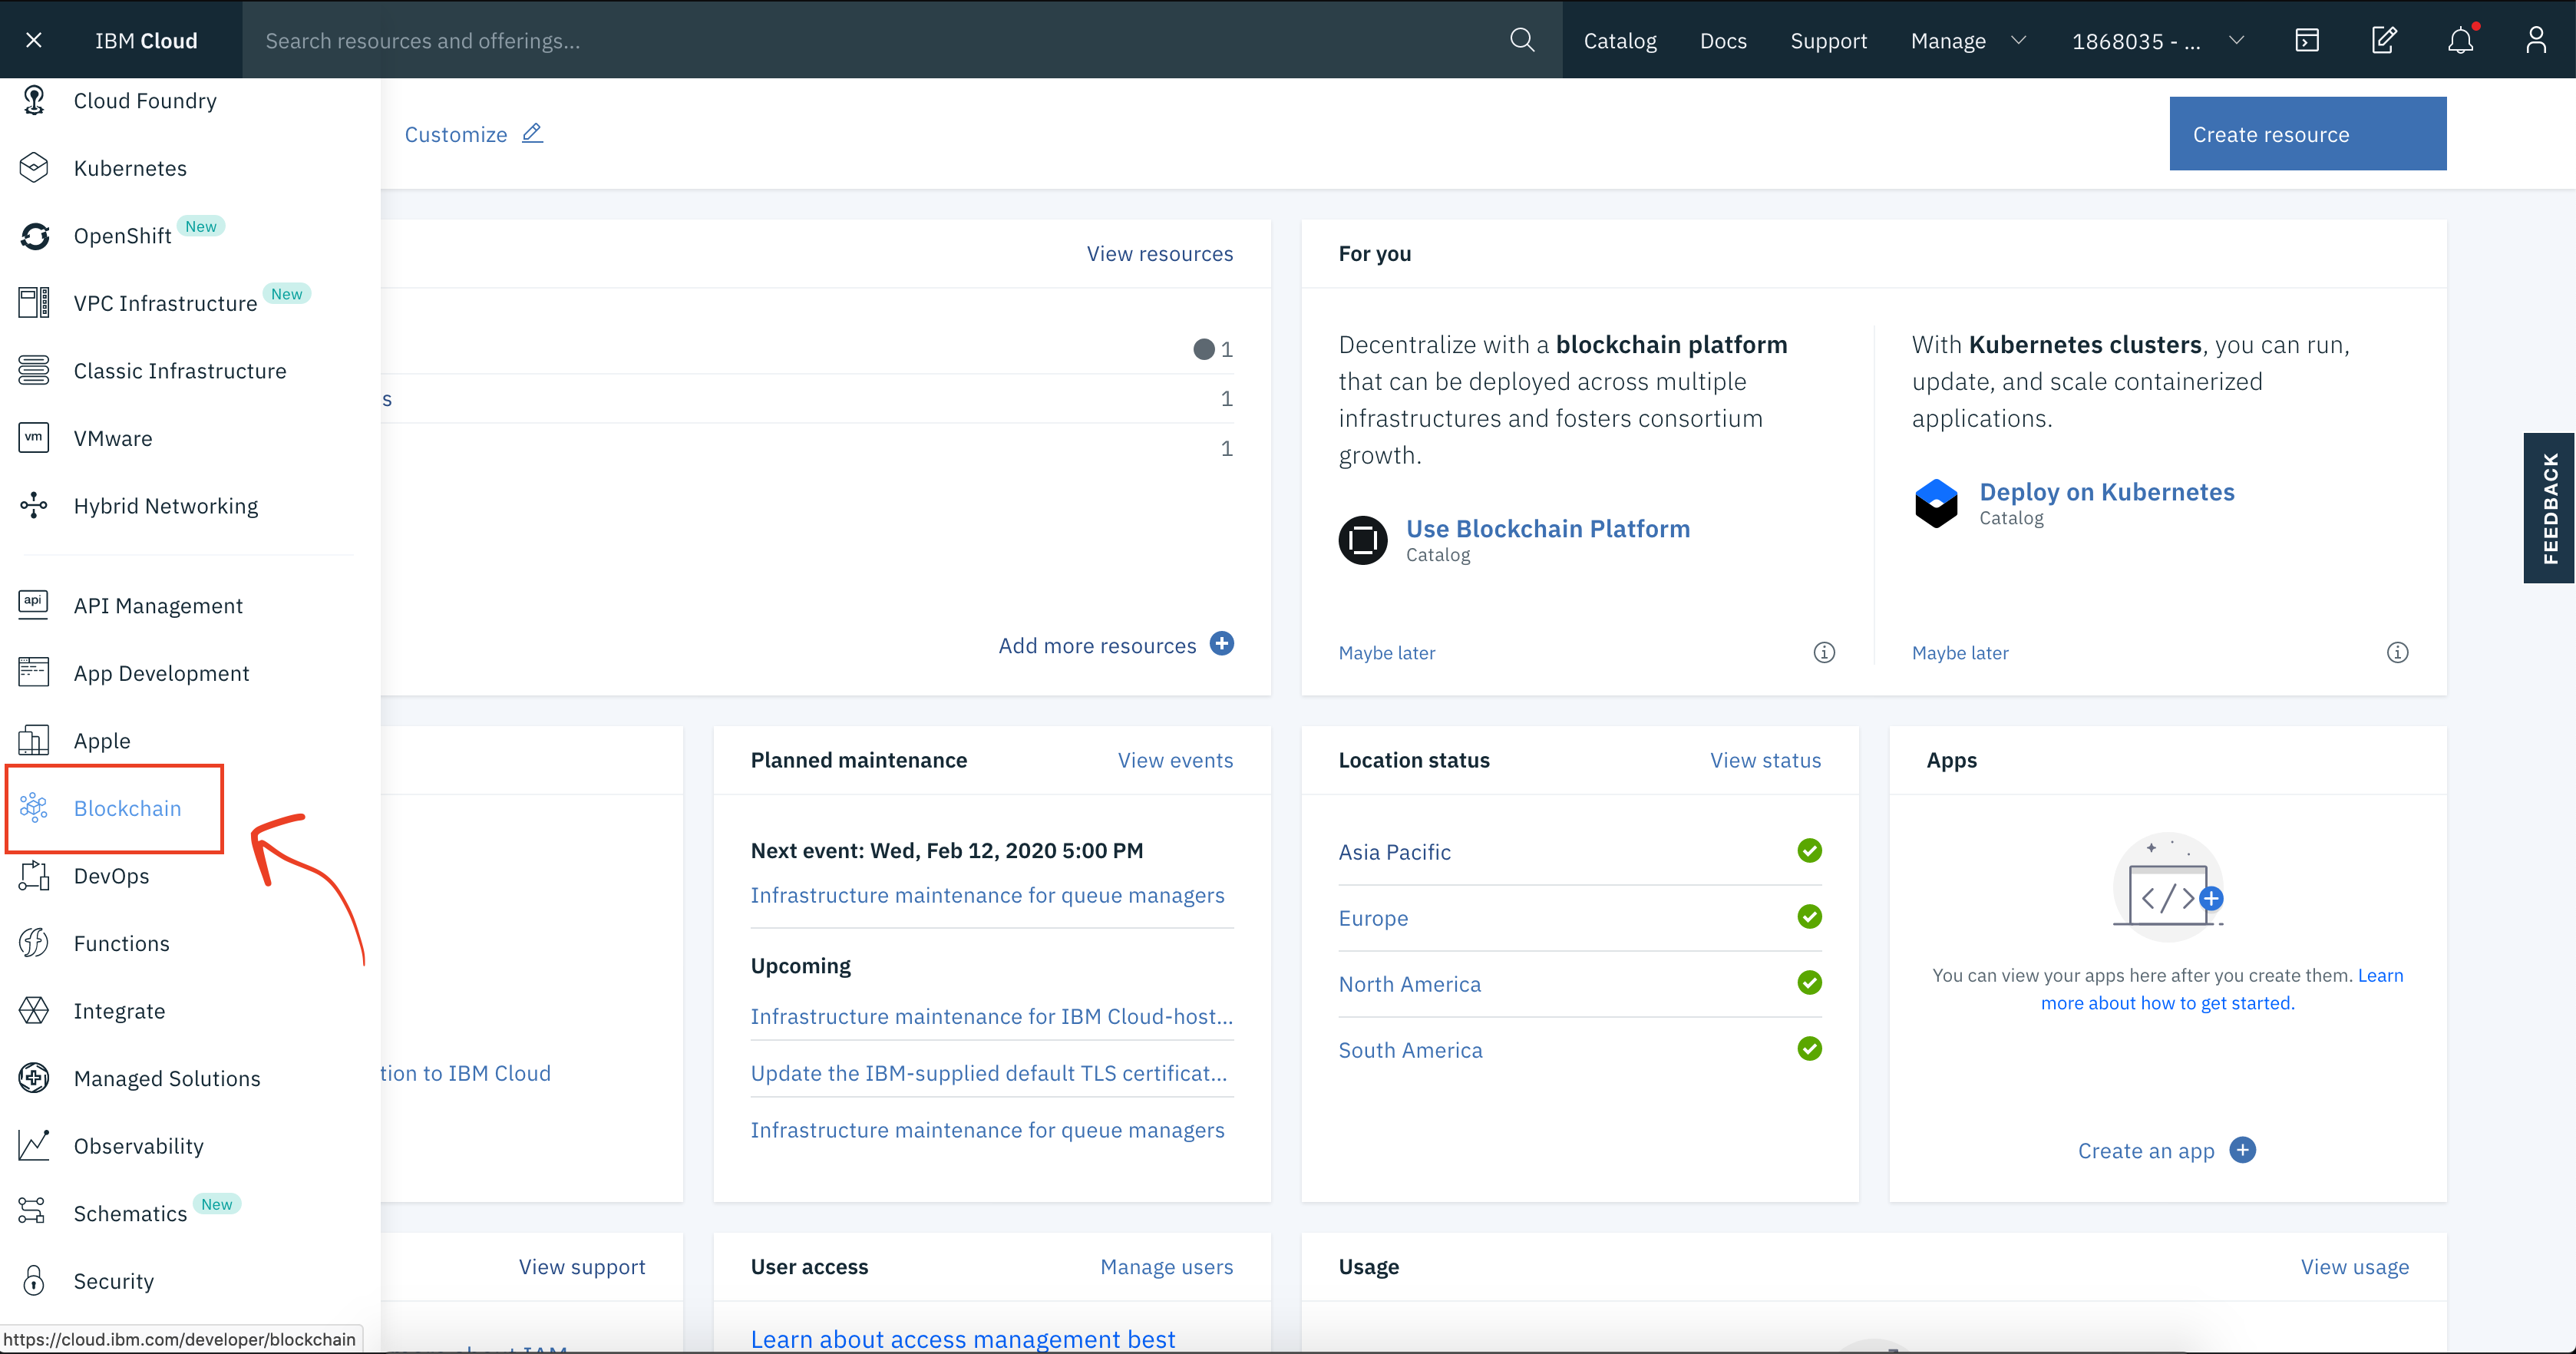 IBM Cloud
Search resources and offerings...
Catalog
Docs
Support
Manage
1868035 - ...
Cloud Foundry
Kubernetes
OpenShift New
VPC Infrastructure New
Classic Infrastructure
vm VMware
Hybrid Networking
api API Management
App Development
Apple
Blockchain
DevOps
Functions
Integrate
Managed Solutions
Observability
Schematics New
Security
https://cloud.ibm.com/developer/blockchain
Customize
Create resource
View resources
1
s 1
1
Add more resources
For you
Decentralize with a blockchain platform
that can be deployed across multiple
infrastructures and fosters consortium
growth.
Use Blockchain Platform
Catalog
Maybe later
With Kubernetes clusters, you can run,
update, and scale containerized
applications.
Deploy on Kubernetes
Catalog
Maybe later
FEEDBACK
tion to IBM Cloud
Planned maintenance
View events
Next event: Wed, Feb 12, 2020 5:00 PM
Infrastructure maintenance for queue managers
Upcoming
Infrastructure maintenance for IBM Cloud-host...
Update the IBM-supplied default TLS certificat...
Infrastructure maintenance for queue managers
Location status
View status
Asia Pacific
Europe
North America
South America
Apps
</>
You can view your apps here after you create them. Learn
more about how to get started.
Create an app
View support
User access
Manage users
Learn about access management best
Usage
View usage